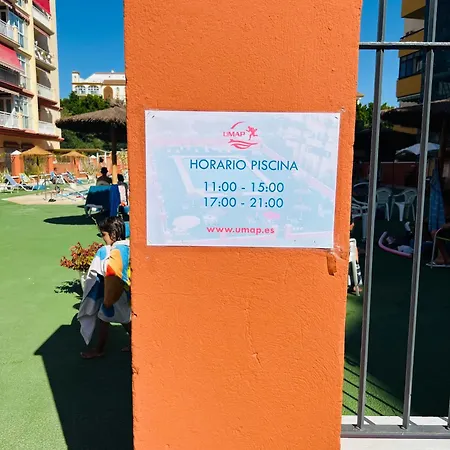 UMAP
HORARIO PISCINA
11:00 - 15:00
17:00 - 21:00
www.umap.es